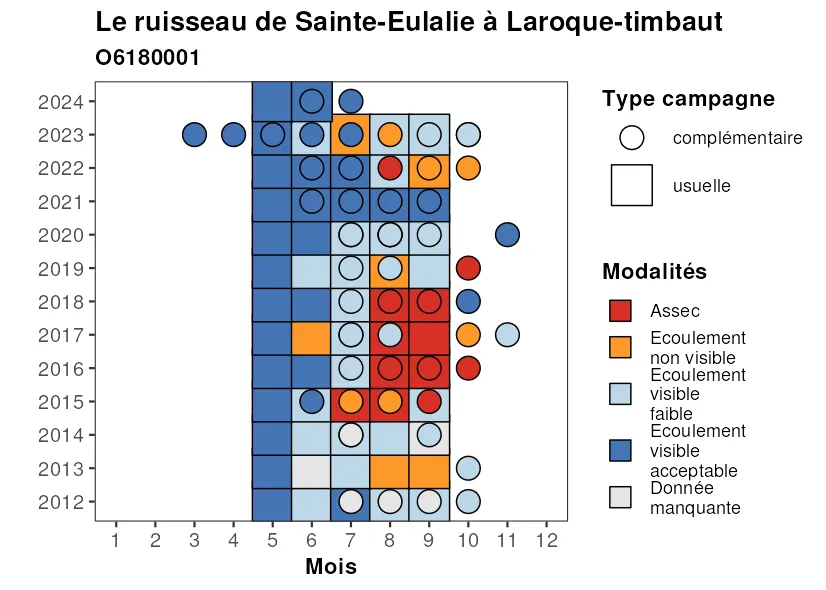 Le ruisseau de Sainte-Eulalie à Laroque-timbaut
O6180001
2024
2023
2022
2021
2020
2019
2018
2017
2016
2015
2014
2013
2012
1 2 3 4 5 6 7 8 9 10 11 12
Mois
Type campagne
complémentaire
usuelle
Modalités
Assec
Ecoulement
non visible
Ecoulement
visible
faible
Ecoulement
visible
acceptable
Donnée
manquante